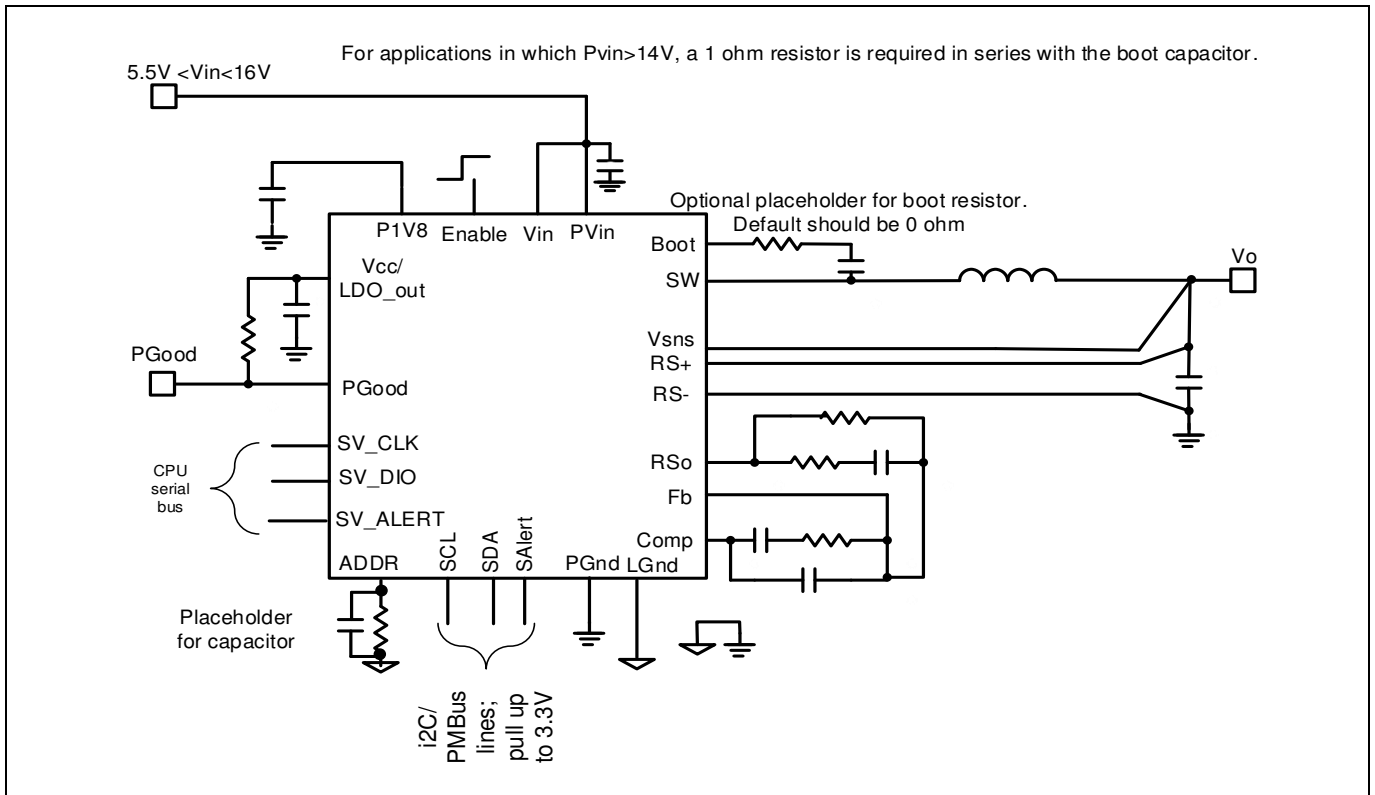 For applications in which Pvin>14V, a 1 ohm resistor is required in series with the boot capacitor.
5.5V <Vin<16V
Optional placeholder for boot resistor.
Default should be 0 ohm
P1V8
Enable
Vin
PVin
Boot
Vcc/
LDO_out
SW
Vo
Vsns
PGood
RS+
PGood
RS-
SV_CLK
RSo
CPU
serial
bus
SV_DIO
Fb
SV_ALERT
Comp
ADDR
SCL
SDA
SAlert
PGnd
LGnd
Placeholder
for capacitor
i2C/
PMBus
lines;
pull up
to 3.3V